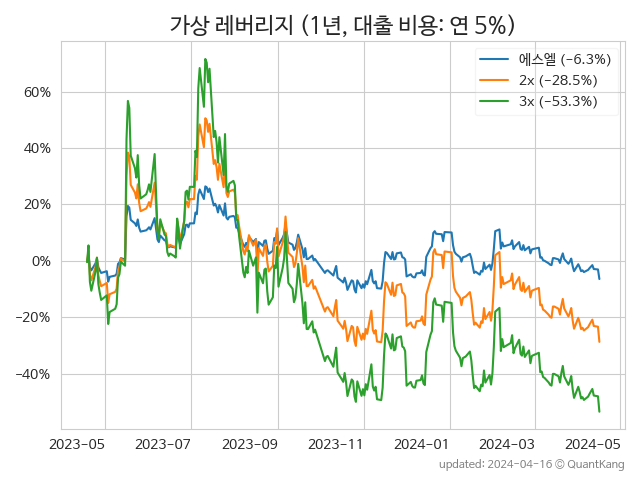 가상 레버리지 (1년, 대출 비용: 연 5%)
에스엘 (−6.3%)
2x (−28.5%)
3x (−53.3%)
60%
40%
20%
0%
−20%
−40%
2023-05 2023-07 2023-09 2023-11 2024-01 2024-03 2024-05
updated: 2024-04-16 © QuantKang